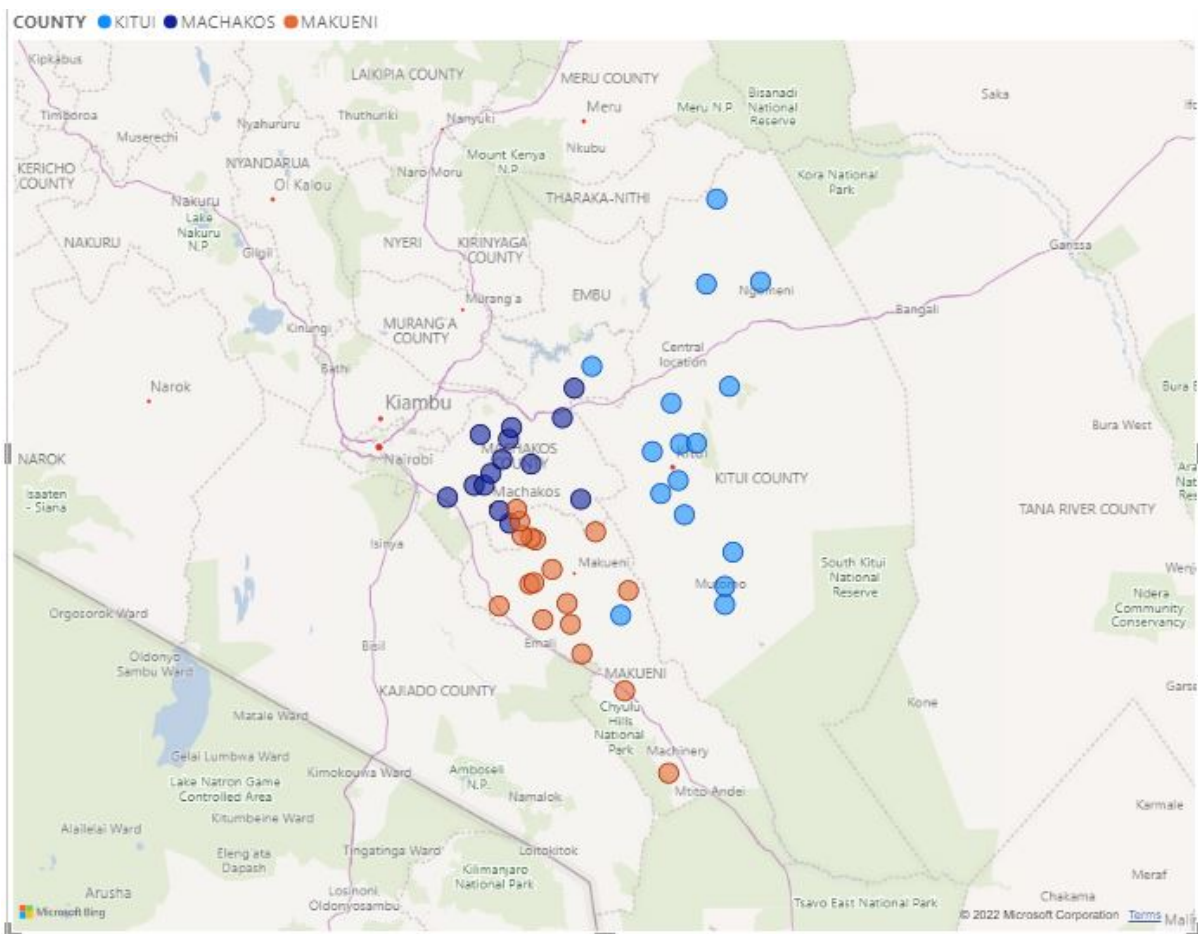 COUNTY KITUI MACHAKOS MAKUENI
Kipkabus
LAIKIPIA COUNTY
MERU COUNTY
Bisanadi
National
Reserve
Saka
Timboroa
Muserechi
Nyahururu
Thuthuriki
Nanyuki
Meru
Meru N.P
KERICHO
COUNTY
NYANDARUA
Ol Kalou
Naro Moru
Mount Kenya
N.P
Nkubu
Kora National
Park
Nakuru
Lake
Nakuru
N.P
THARAKA-NITHI
NAKURU
Gilgil
NYERI
KIRINYAGA
COUNTY
Garissa
Murang'a
EMBU
Ngomeni
Bangali
Kinungi
MURANG'A
COUNTY
Central
location
Narok
Kiambu
Bura West
NAROK
Nairobi
MACHAKOS
Kitui
KITUI COUNTY
Isaaten
- Siana
Machakos
TANA RIVER COUNTY
Isinya
Makueni
South Kitui
National
Reserve
Mutomo
Ndera
Community
Conservancy
Orgosorok Ward
Bisil
Emali
Oldonyo
Sambu Ward
KAJIADO COUNTY
MAKUENI
Kone
Matale Ward
Chyulu
Hills
National
Park
Machinery
Gelai Lumbwa Ward
Lake Natron Game
Controlled Area
Kimokouwa Ward
Amboseli
N.P.
Namalok
Mtito Andei
Karmale
Alailelai Ward
Kitumbeine Ward
Eleng'ata
Dapash
Tingatinga Ward
Loitokitok
Kilimanjaro
National Park
Meraf
Arusha
Losinoni
Oldonyosambu
Tsavo East National Park
Chakama
Microsoft Bing
© 2022 Microsoft Corporation Terms